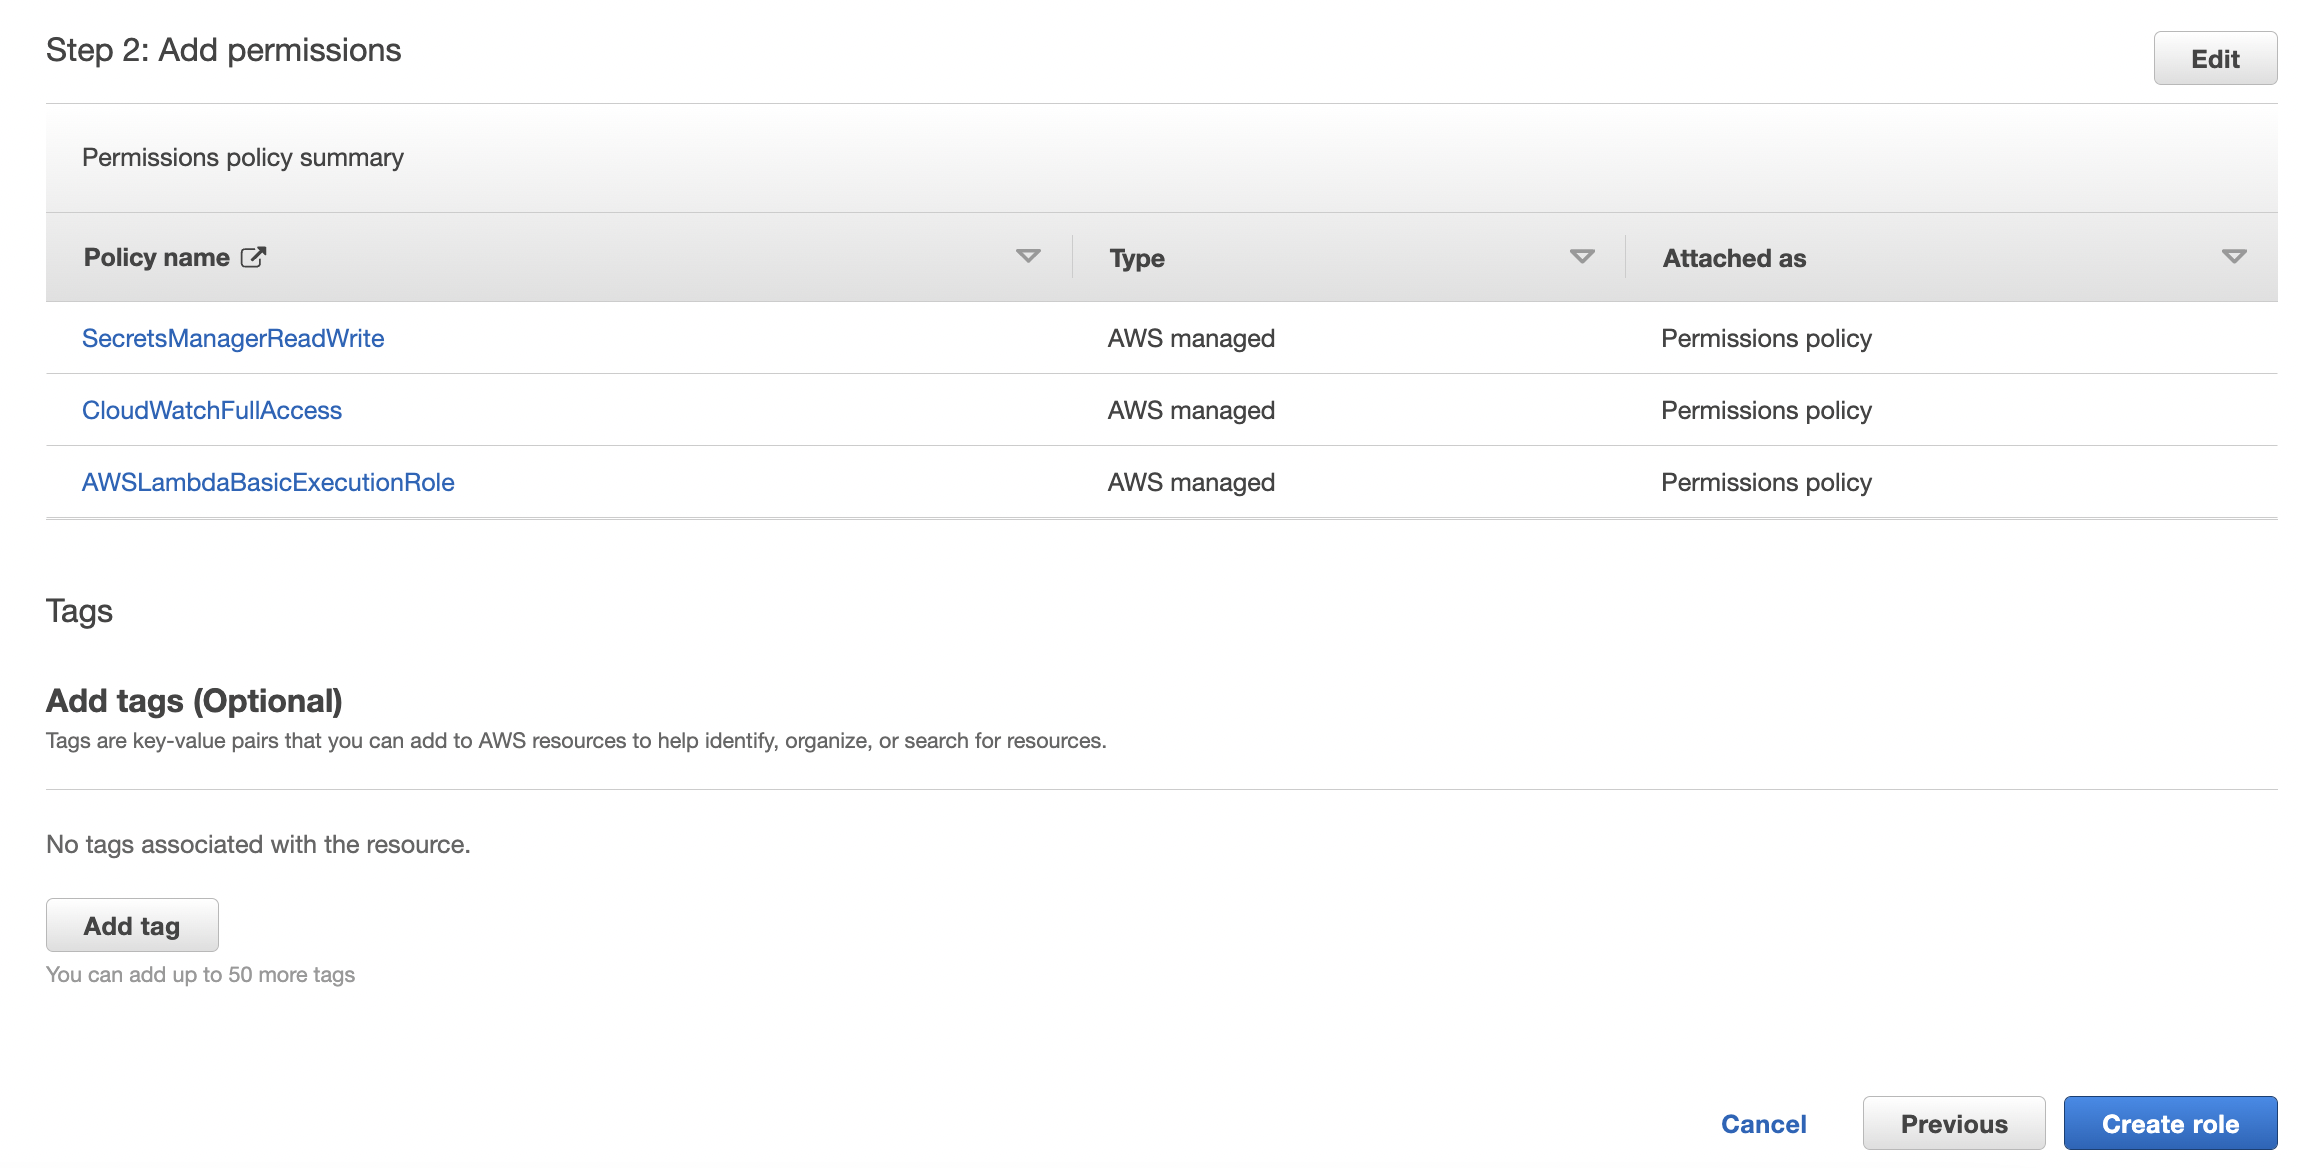 Step 2: Add permissions
Edit
Permissions policy summary
Policy name Type Attached as
SecretsManagerReadWrite AWS managed Permissions policy
CloudWatchFullAccess AWS managed Permissions policy
AWSLambdaBasicExecutionRole AWS managed Permissions policy
Tags
Add tags (Optional)
Tags are key-value pairs that you can add to AWS resources to help identify, organize, or search for resources.
No tags associated with the resource.
Add tag
You can add up to 50 more tags
Cancel Previous Create role